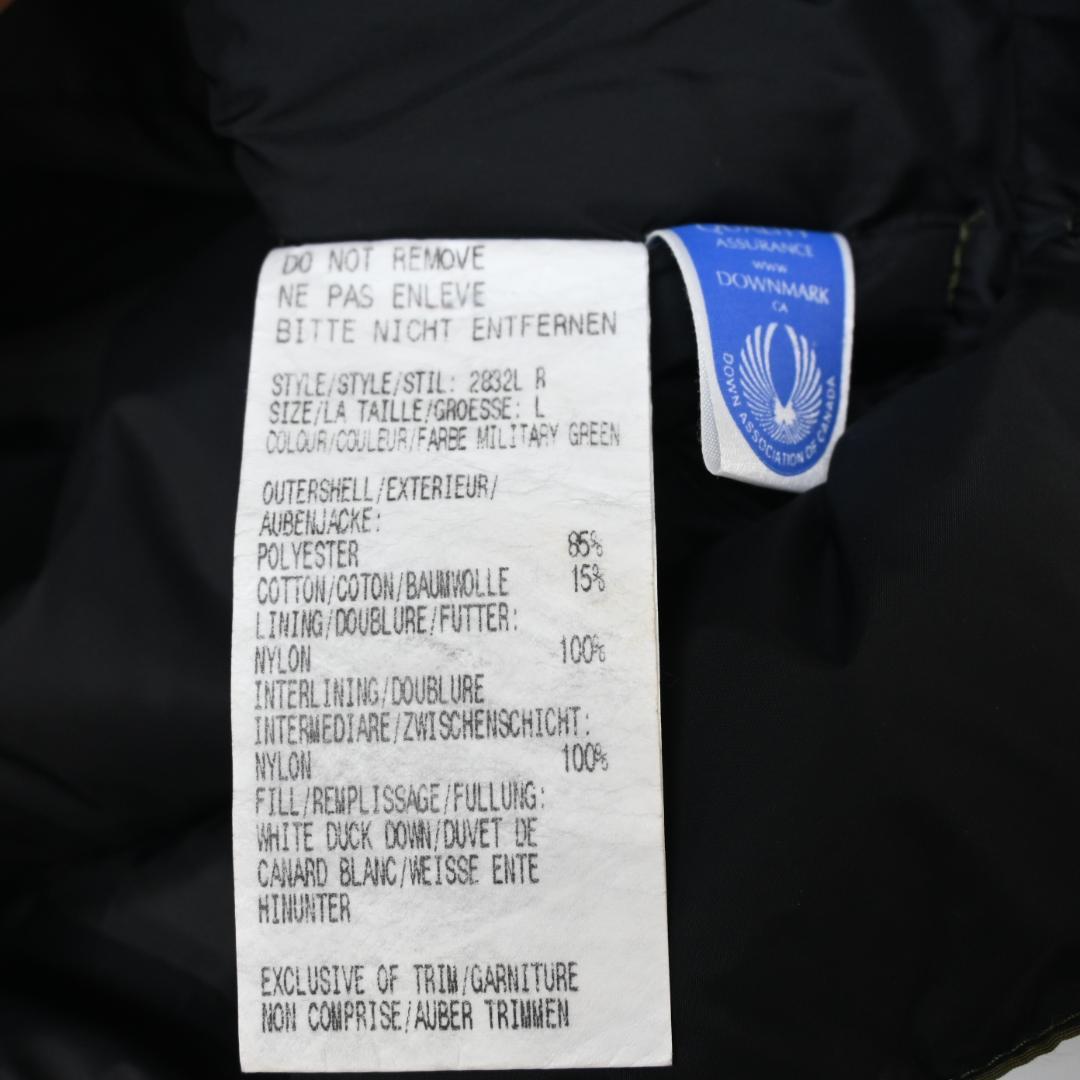 DO NOT REMOVE
NE PAS ENLEVE
BITTE NICHT ENTFERNEN
STYLE/STYLE/STIL: 2832L R
SIZE/LA TAILLE/GROESSE: L
COLOUR/COULEUR/FARBE MILITARY GREEN
OUTERSHELL/EXTERIEUR/
AUBENJACKE:
POLYESTER 85%
COTTON/COTON/BAUMWOLLE 15%
LINING/DOUBLURE/FUTTER:
NYLON 100%
INTERLINING/DOUBLURE
INTERMEDIARE/ZWISCHENSCHICHT:
NYLON 100%
FILL/REMPLISSAGE/FULLUNG:
WHITE DUCK DOWN/DUVET DE
CANARD BLANC/WEISSE ENTE
HINUNTER
EXCLUSIVE OF TRIM/GARNITURE
NON COMPRISE/AUBER TRIMMEN
QUALITY
ASSURANCE
www
DOWNMARK
CA
DOWN ASSOCIATION OF CANADA